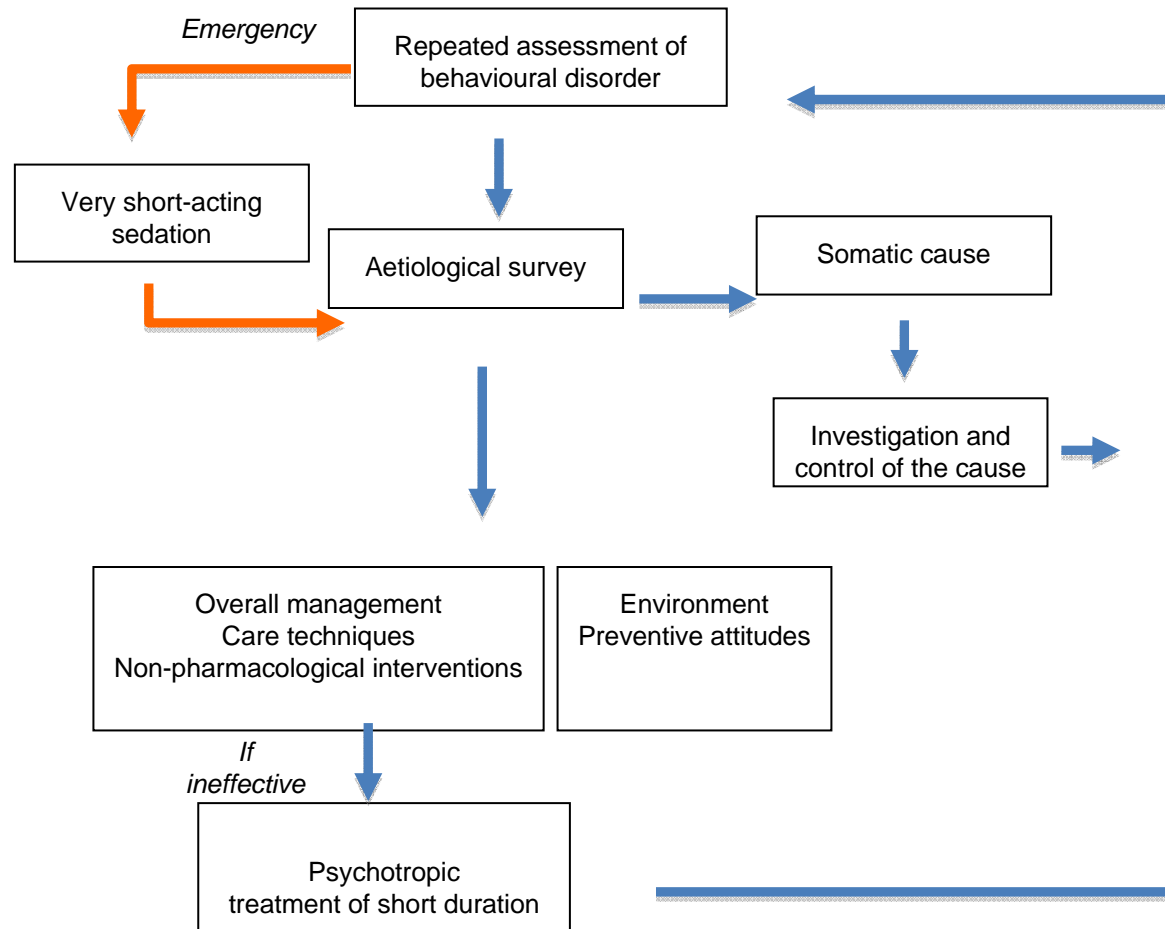 Emergency
Repeated assessment of
behavioural disorder
Very short-acting
sedation
Aetiological survey
Somatic cause
Investigation and
control of the cause
Overall management
Care techniques
Non-pharmacological interventions
Environment
Preventive attitudes
If
ineffective
Psychotropic
treatment of short duration